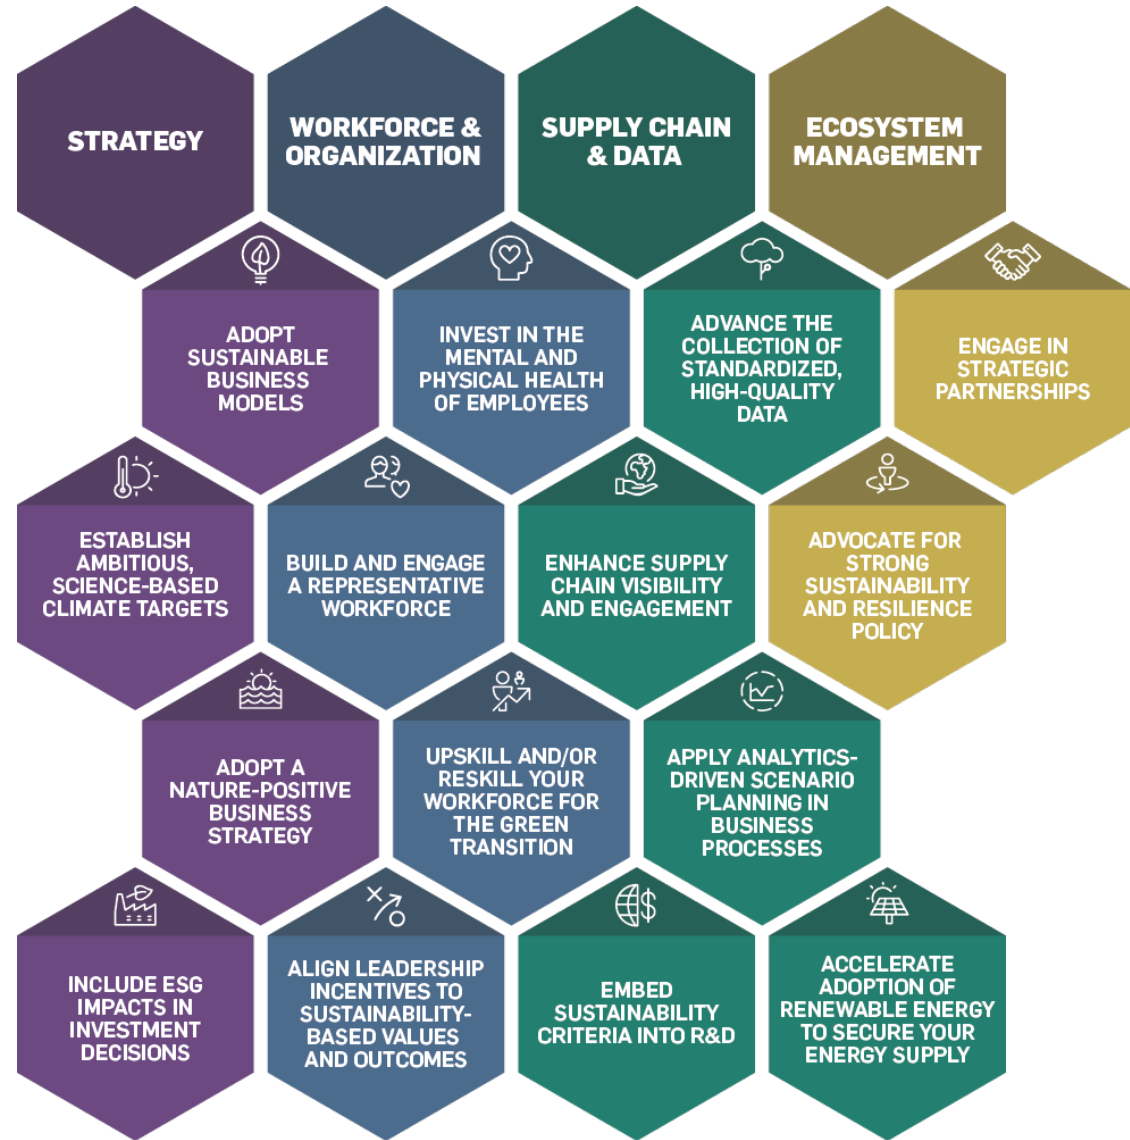 STRATEGY
WORKFORCE &
ORGANIZATION
SUPPLY CHAIN
& DATA
ECOSYSTEM
MANAGEMENT
ADOPT
SUSTAINABLE
BUSINESS
MODELS
INVEST IN THE
MENTAL AND
PHYSICAL HEALTH
OF EMPLOYEES
ADVANCE THE
COLLECTION OF
STANDARDIZED,
HIGH-QUALITY
DATA
ENGAGE IN
STRATEGIC
PARTNERSHIPS
ESTABLISH
AMBITIOUS,
SCIENCE-BASED
CLIMATE TARGETS
BUILD AND ENGAGE
A REPRESENTATIVE
WORKFORCE
ENHANCE SUPPLY
CHAIN VISIBILITY
AND ENGAGEMENT
ADVOCATE FOR
STRONG
SUSTAINABILITY
AND RESILIENCE
POLICY
ADOPT A
NATURE-POSITIVE
BUSINESS
STRATEGY
UPSKILL AND/OR
RESKILL YOUR
WORKFORCE FOR
THE GREEN
TRANSITION
APPLY ANALYTICS-
DRIVEN SCENARIO
PLANNING IN
BUSINESS
PROCESSES
INCLUDE ESG
IMPACTS IN
INVESTMENT
DECISIONS
ALIGN LEADERSHIP
INCENTIVES TO
SUSTAINABILITY-
BASED VALUES
AND OUTCOMES
$
EMBED
SUSTAINABILITY
CRITERIA INTO R&D
ACCELERATE
ADOPTION OF
RENEWABLE ENERGY
TO SECURE YOUR
ENERGY SUPPLY